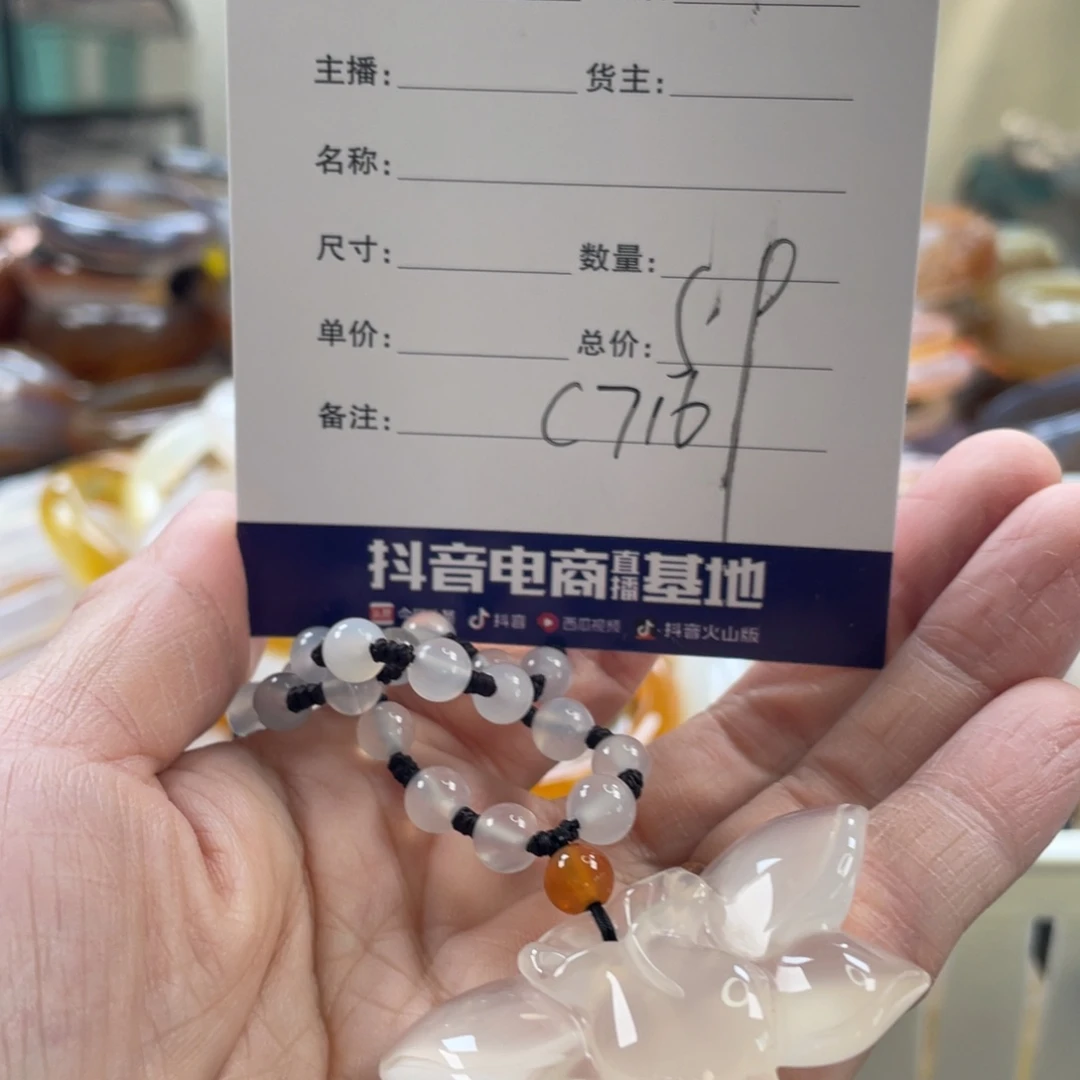 主播: 货主:
名称:
尺寸: 数量:
单价: 总价:
备注: C716
抖音电商直播基地
抖音 西瓜视频 抖音火山版